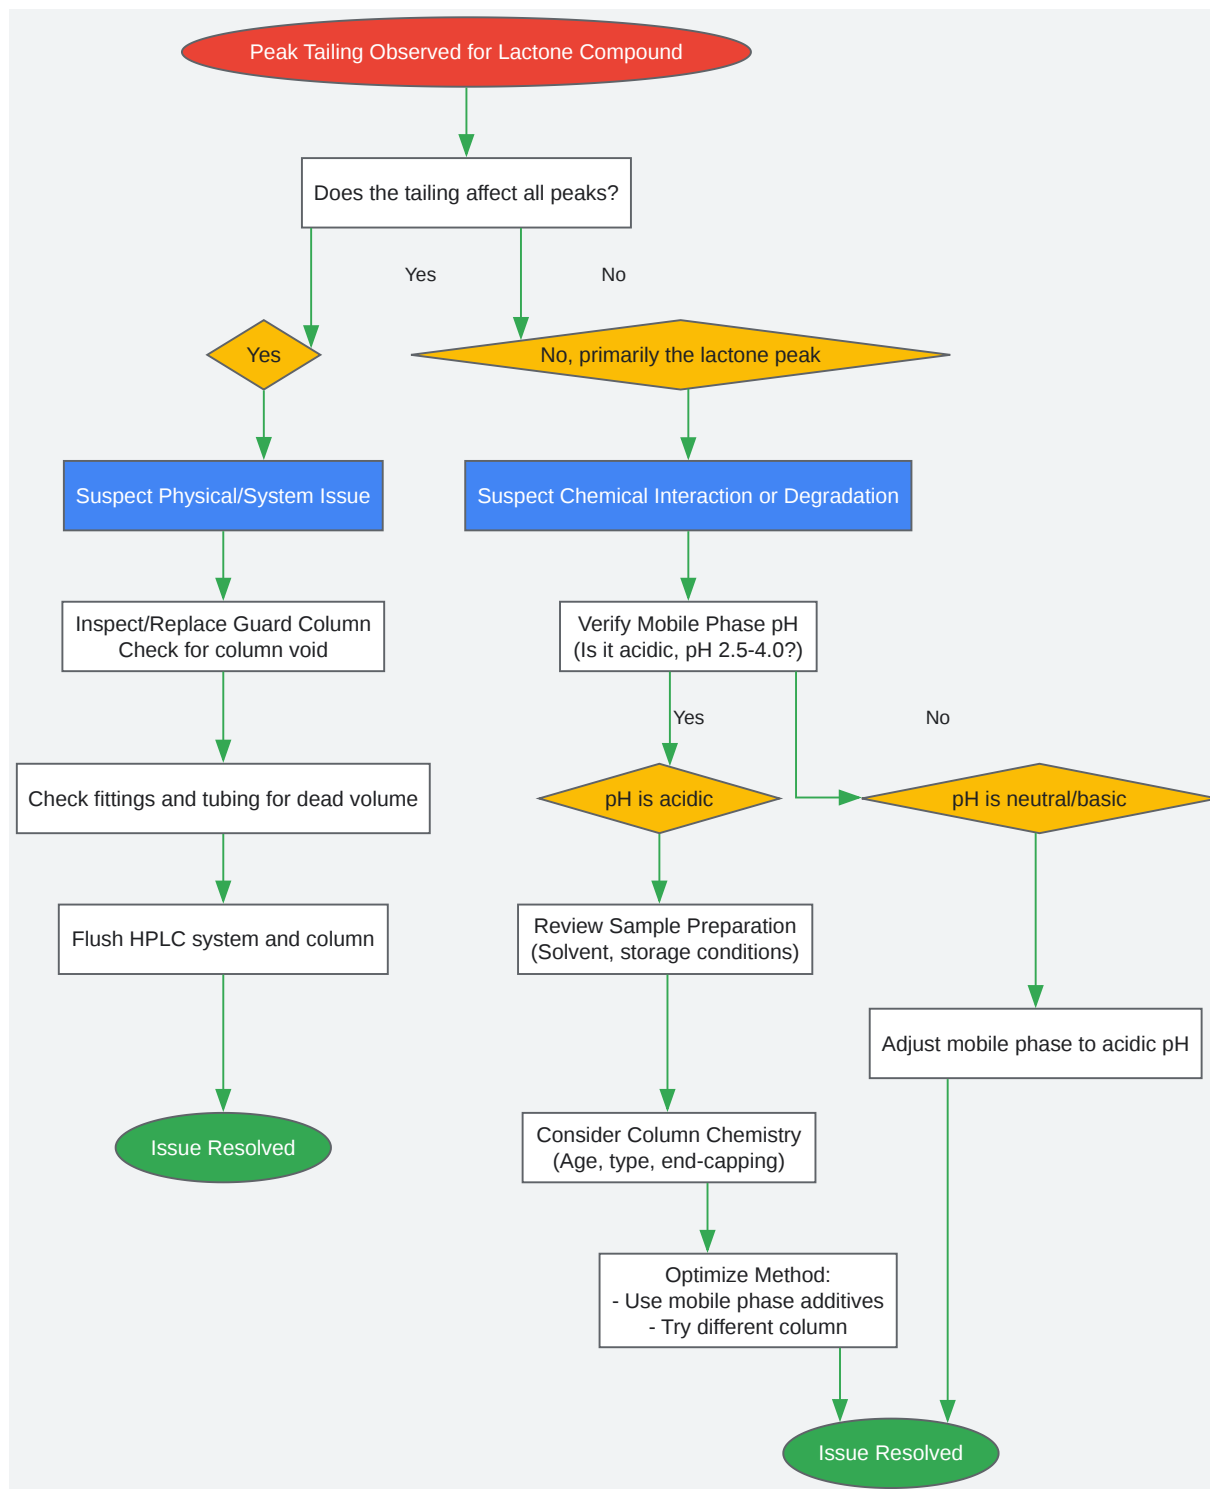 Peak Tailing Observed for Lactone Compound
Does the tailing affect all peaks?
Yes
No
Yes
No, primarily the lactone peak
Suspect Physical/System Issue
Suspect Chemical Interaction or Degradation
Inspect/Replace Guard Column
Check for column void
Verify Mobile Phase pH
(Is it acidic, pH 2.5-4.0?)
Yes
No
Check fittings and tubing for dead volume
pH is acidic
pH is neutral/basic
Flush HPLC system and column
Review Sample Preparation
(Solvent, storage conditions)
Adjust mobile phase to acidic pH
Issue Resolved
Consider Column Chemistry
(Age, type, end-capping)
Optimize Method:
- Use mobile phase additives
- Try different column
Issue Resolved